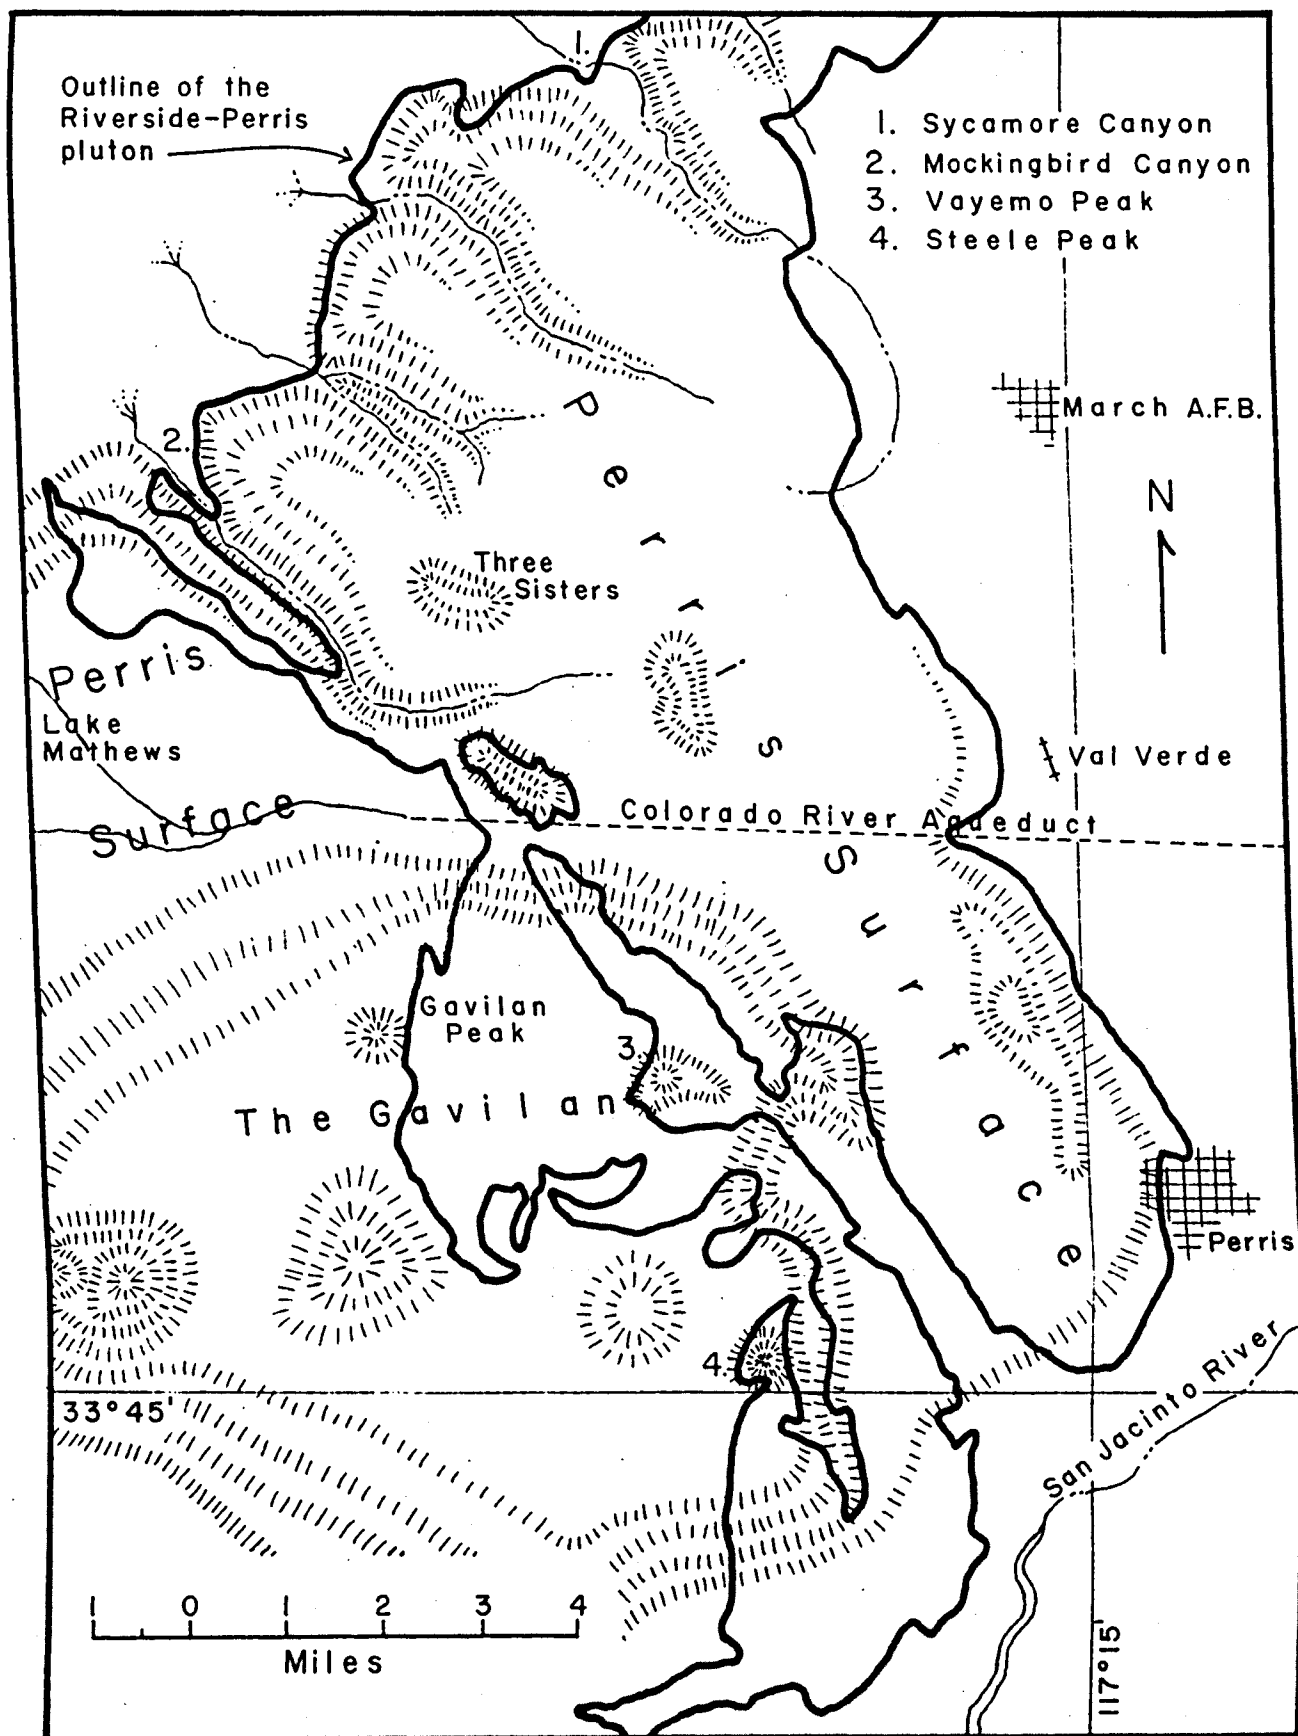 1.
Outline of the
Riverside-Perris
pluton
1. Sycamore Canyon
2. Mockingbird Canyon
3. Vayemo Peak
4. Steele Peak
March A.F.B.
Perris Surface
2.
N
Three
Sisters
Perris
Surface
Lake
Mathews
Val Verde
Colorado River Aqueduct
Gavilan
Peak
3.
The Gavilan
Perris
4.
33°45'
San Jacinto River
1 0 1 2 3 4
Miles
117°15'